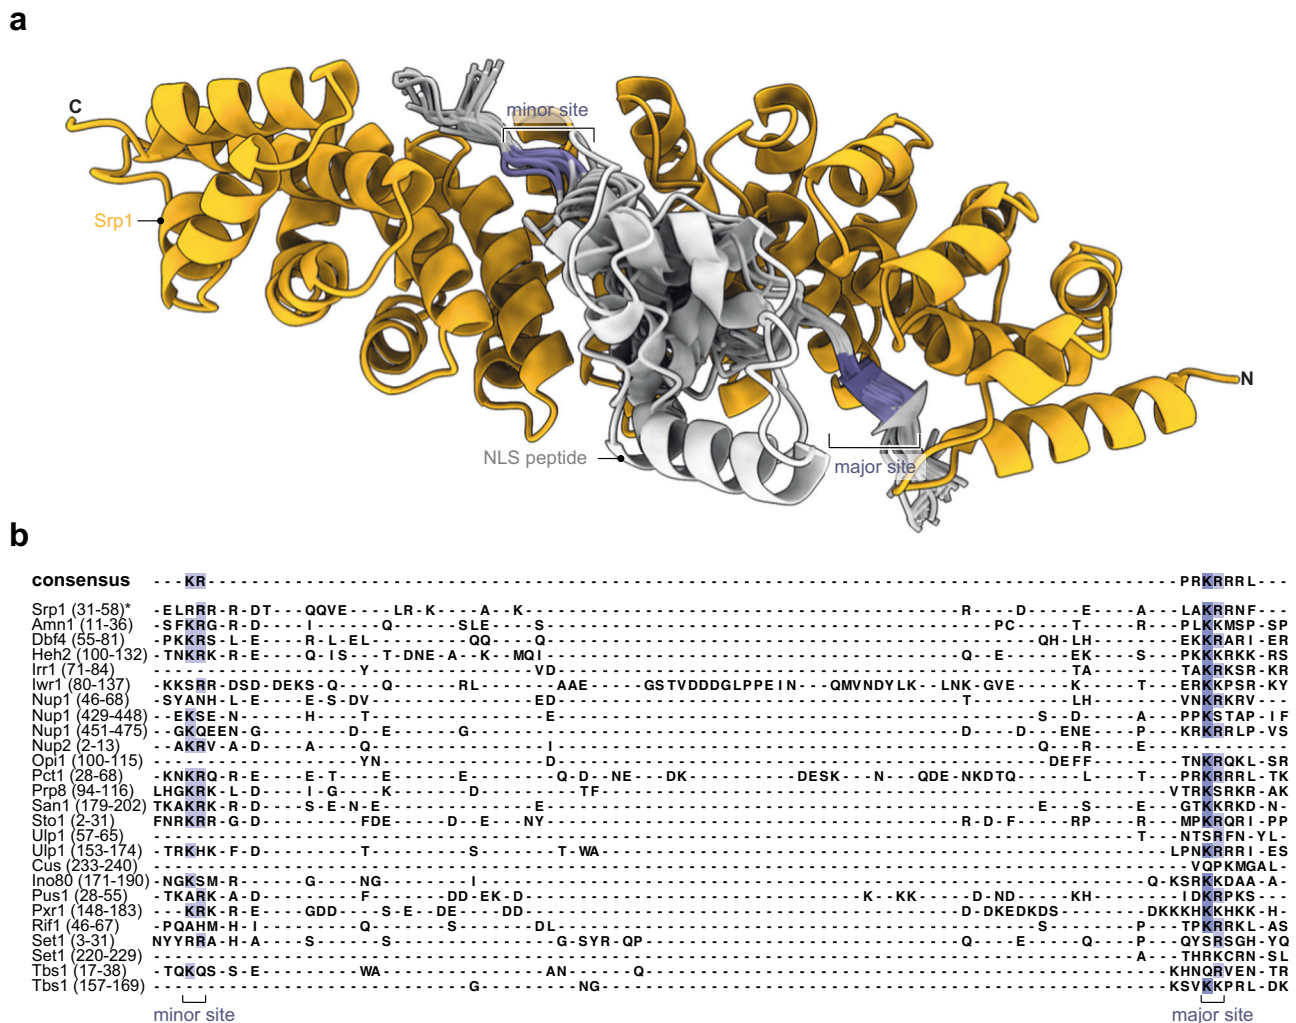 a
C
minor site
Srp1
N
NLS peptide
major site
b
consensus ---KR---PRKRRRL---
Srp1 (31-58)* -ELRRR-R-DT---QQVE----LR-K----A--K---R----D-----E----A---LAKRRNF---
Amn1 (11-36) -SFKRG-R-D----I------Q------SLE--S---PC-----T-----R---PLKKMSP-SP
Dbf4 (55-81) -PKKRS-L-E----R-L-EL---------QQ----Q---QH-LH-------EKKRARI-ER
Heh2 (100-132) -TNKRK-R-E----Q-IS---T-DNE-A--K--MQI---Q--E------EK----S---PKKKRKK-RS
Irr1 (71-84) ---Y---VD---TA-------TAKRKSR-KR
Iwr1 (80-137) -KKSRR-DSD-DEKS-Q----Q------RL-------AAE-----GSTVDDDGLPPEIN---QMVNDYLK--LNK-GVE-----K-----T---ERKKPSR-KY
Nup1 (46-68) -SYANH-L-E----E-S-DV---ED---T---------LH-------VNKRKRV---
Nup1 (429-448) --EKSE-N------H----T---E---S--D-----A---PPKSTAP-IF
Nup1 (451-475) --GKQEEN-G--------D--E------G---D----D---ENE----P---KRKRRLP-VS
Nup2 (2-13) --AKRV-A-D----A----Q---I---Q---R----E---
Opi1 (100-115) ---YN---D---DEFF-------TNKRQKL-SR
Pct1 (28-68) -KNKRQ-R-E----E-T----E------E--------Q-D--NE---DK----------DESK---N---QDE-NKDTQ------L----T---PRKRRRL-TK
Prp8 (94-116) LHGKRK-L-D----I-G----K-------D---------TF---VTRKSRKR-AK
San1 (179-202) TKAKRK-R-D----S-E-N-E---E---E---S----E---GTKKRKD-N-
Sto1 (2-31) FNRKRR-G-D---------FDE-----D--E---NY---R-D-F-----RP----R---MPKRQRI-PP
Ulp1 (57-65) ---T---NTSRFN-YL-
Ulp1 (153-174) -TRKHK-F-D---------T---------S-------T-WA---LPNKRRRI-ES
Cus (233-240) ---VQPKMGAL-
Ino80 (171-190) -NGKSM-R------G----NG--------I---Q-KSRKKDAA-A-
Pus1 (28-55) -TKARK-A-D---------F-------DD-EK-D---K--KK----D-ND-----KH--------IDKRPKS---
Pxr1 (148-183) ---KRK-R-E----GDD----S-E--DE----DD---D-DKEDKDS--------DKKKHKKHKK-H-
Rif1 (46-67) -PQAHM-H-I---------Q-------S-------DL---S--------P---TPKRRKL-AS
Set1 (3-31) NYYRRA-H-A----S------S---G-SYR-QP---Q----E-----Q----P---QYSRSGH-YQ
Set1 (220-229) ---A---THRKCRN-SL
Tbs1 (17-38) -TQKQS-S-E---------WA---AN-------Q---KHNQRVEN-TR
Tbs1 (157-169) ---G---------NG---KSVKKPRL-DK
minor site
major site